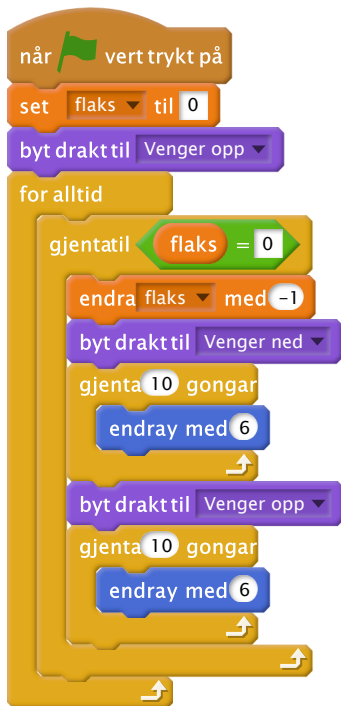 når vert trykt på
set flaks til 0
byt drakt til Venger opp
for alltid
gjentatil flaks = 0
endra flaks med -1
byt drakt til Venger ned
gjenta 10 gongar
endray med 6
byt drakt til Venger opp
gjenta 10 gongar
endray med 6